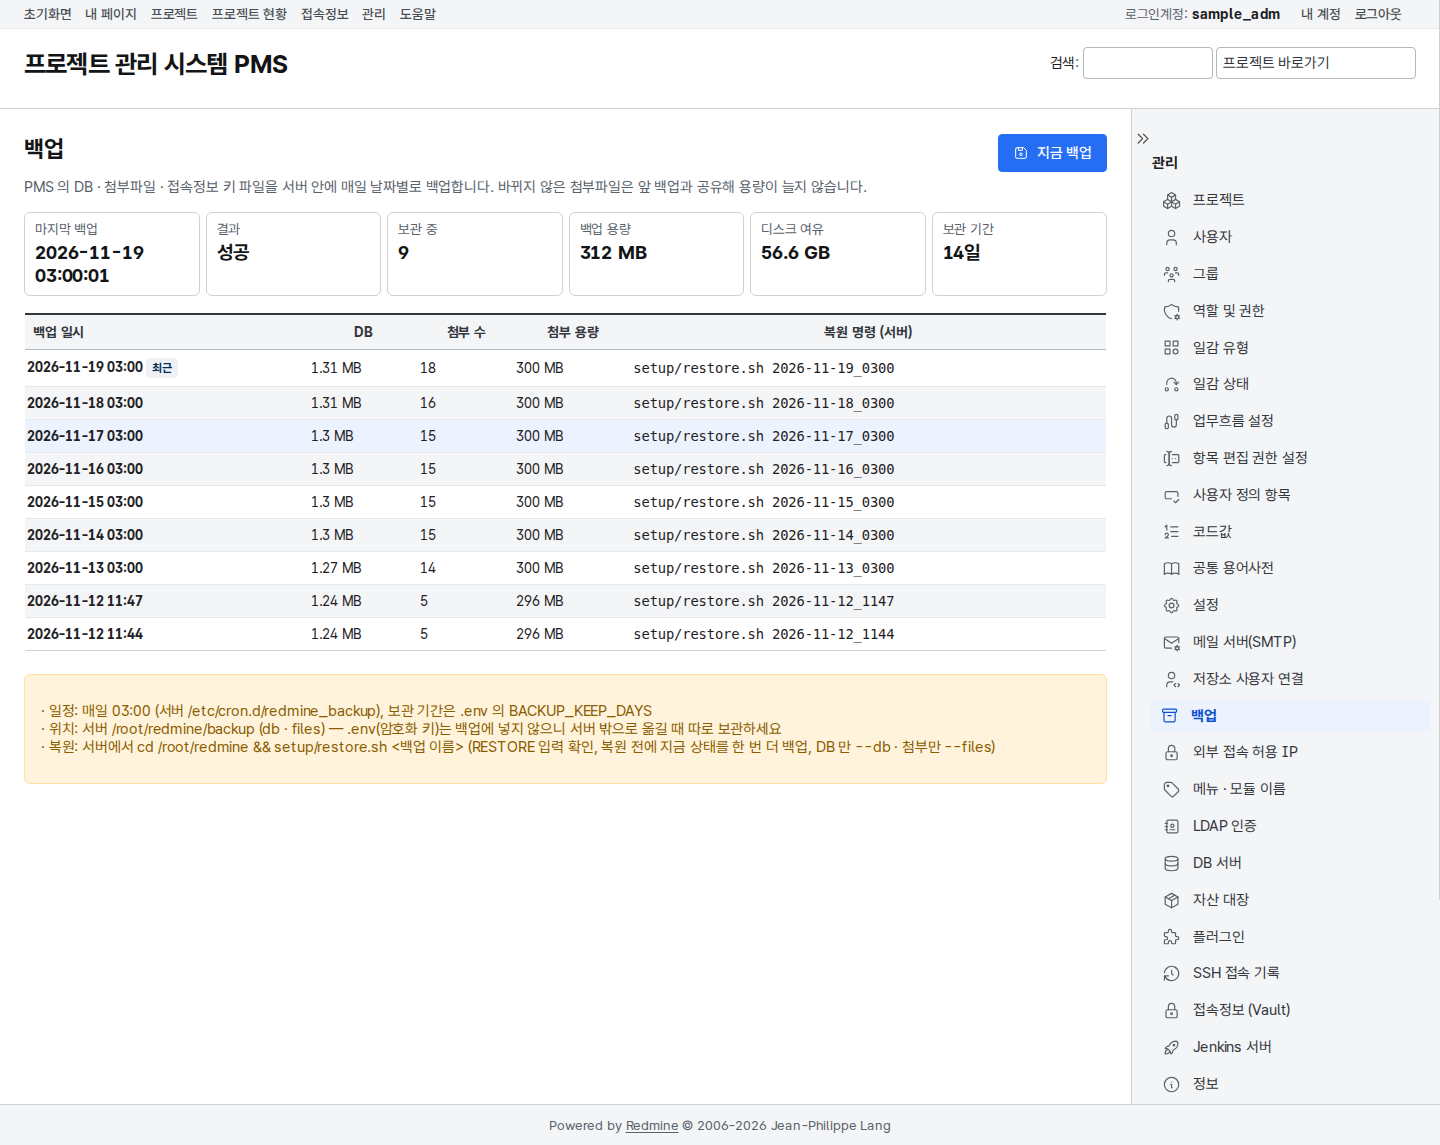 초기화면 내 페이지 프로젝트 프로젝트 현황 접속정보 관리 도움말 로그인계정: sample_adm 내 계정 로그아웃
프로젝트 관리 시스템 PMS 검색: 프로젝트 바로가기
백업 지금 백업
PMS 의 DB · 첨부파일 · 접속정보 키 파일을 서버 안에 매일 날짜별로 백업합니다. 바뀌지 않은 첨부파일은 앞 백업과 공유해 용량이 늘지 않습니다.
마지막 백업
2026-11-19
03:00:01
결과
성공
보관 중
9
백업 용량
312 MB
디스크 여유
56.6 GB
보관 기간
14일
백업 일시 DB 첨부 수 첨부 용량 복원 명령 (서버)
2026-11-19 03:00 최근 1.31 MB 18 300 MB setup/restore.sh 2026-11-19_0300
2026-11-18 03:00 1.31 MB 16 300 MB setup/restore.sh 2026-11-18_0300
2026-11-17 03:00 1.3 MB 15 300 MB setup/restore.sh 2026-11-17_0300
2026-11-16 03:00 1.3 MB 15 300 MB setup/restore.sh 2026-11-16_0300
2026-11-15 03:00 1.3 MB 15 300 MB setup/restore.sh 2026-11-15_0300
2026-11-14 03:00 1.3 MB 15 300 MB setup/restore.sh 2026-11-14_0300
2026-11-13 03:00 1.27 MB 14 300 MB setup/restore.sh 2026-11-13_0300
2026-11-12 11:47 1.24 MB 5 296 MB setup/restore.sh 2026-11-12_1147
2026-11-12 11:44 1.24 MB 5 296 MB setup/restore.sh 2026-11-12_1144
· 일정: 매일 03:00 (서버 /etc/cron.d/redmine_backup), 보관 기간은 .env 의 BACKUP_KEEP_DAYS
· 위치: 서버 /root/redmine/backup (db · files) — .env(암호화 키)는 백업에 넣지 않으니 서버 밖으로 옮길 때 따로 보관하세요
· 복원: 서버에서 cd /root/redmine && setup/restore.sh <백업 이름> (RESTORE 입력 확인, 복원 전에 지금 상태를 한 번 더 백업, DB 만 --db · 첨부만 --files)
관리
프로젝트
사용자
그룹
역할 및 권한
일감 유형
일감 상태
업무흐름 설정
항목 편집 권한 설정
사용자 정의 항목
코드값
공통 용어사전
설정
메일 서버(SMTP)
저장소 사용자 연결
백업
외부 접속 허용 IP
메뉴 · 모듈 이름
LDAP 인증
DB 서버
자산 대장
플러그인
SSH 접속 기록
접속정보 (Vault)
Jenkins 서버
정보
Powered by Redmine © 2006-2026 Jean-Philippe Lang